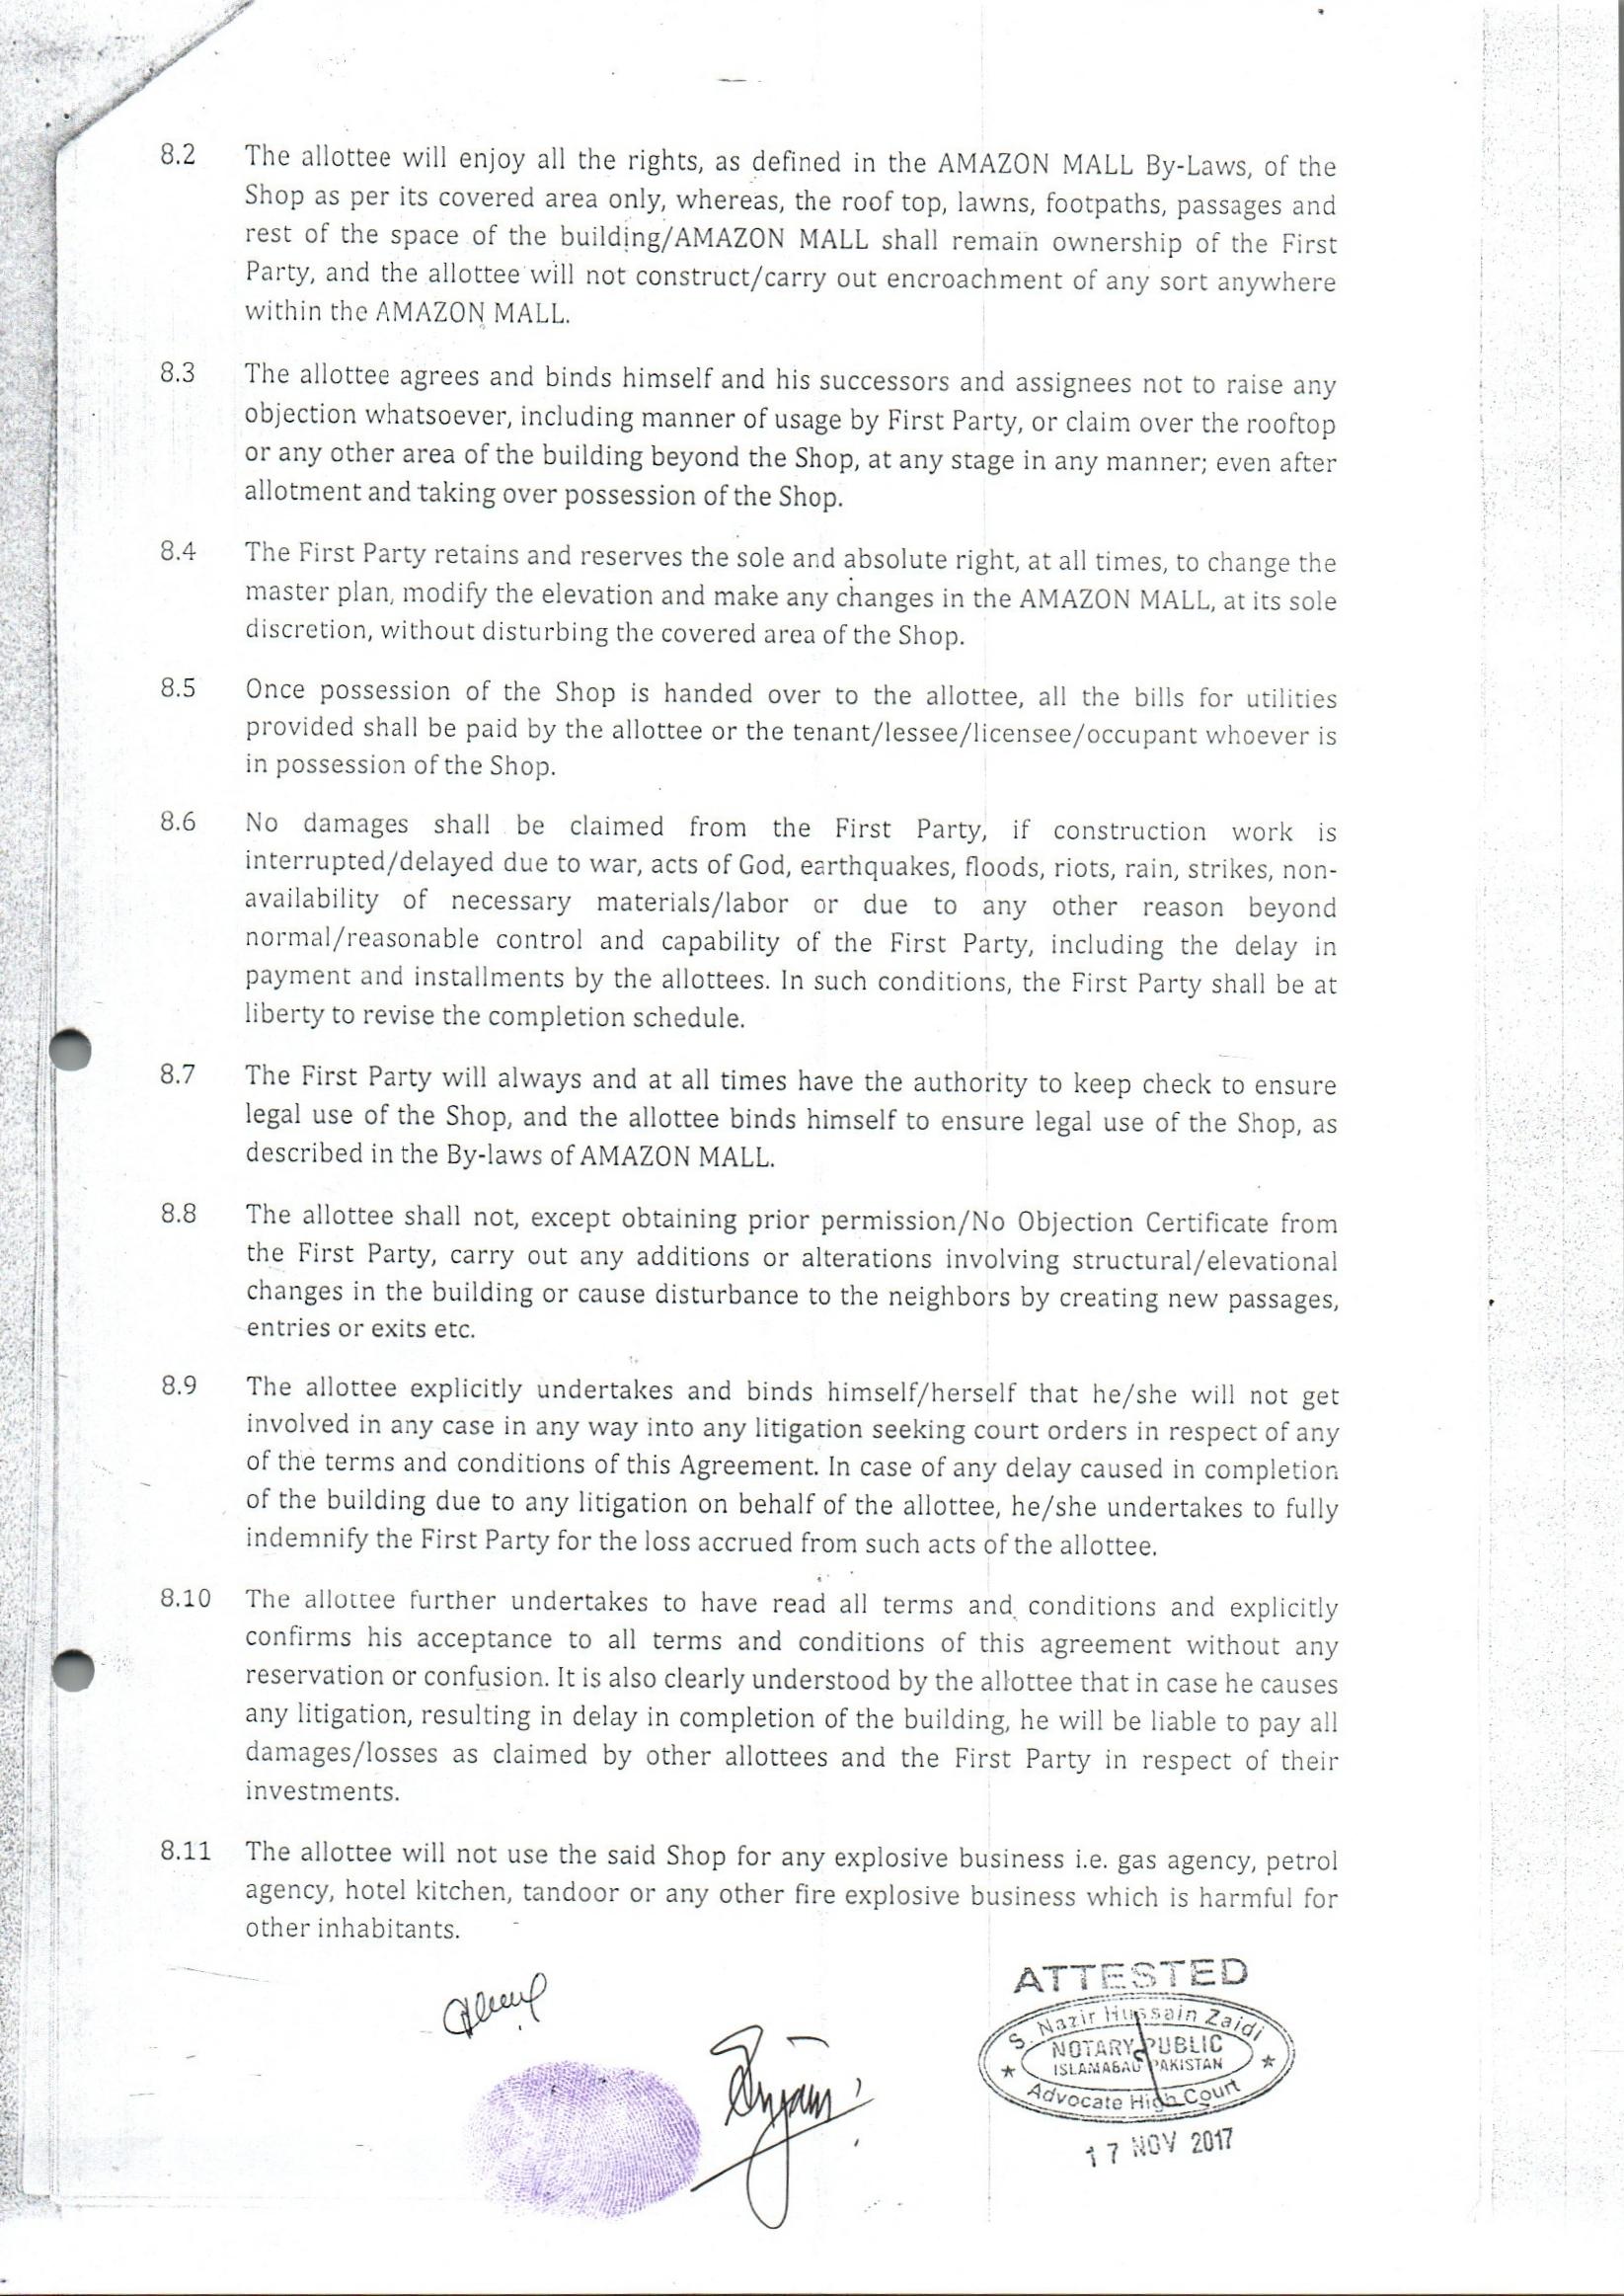 8.2 The allottee will enjoy all the rights, as defined in the AMAZON MALL By-Laws, of the
Shop as per its covered area only, whereas, the roof top, lawns, footpaths, passages and
rest of the space of the building/AMAZON MALL shall remain ownership of the First
Party, and the allottee will not construct/carry out encroachment of any sort anywhere
within the AMAZON MALL.
8.3 The allottee agrees and binds himself and his successors and assignees not to raise any
objection whatsoever, including manner of usage by First Party, or claim over the rooftop
or any other area of the building beyond the Shop, at any stage in any manner; even after
allotment and taking over possession of the Shop.
8.4 The First Party retains and reserves the sole and absolute right, at all times, to change the
master plan, modify the elevation and make any changes in the AMAZON MALL, at its sole
discretion, without disturbing the covered area of the Shop.
8.5 Once possession of the Shop is handed over to the allottee, all the bills for utilities
provided shall be paid by the allottee or the tenant/lessee/licensee/occupant whoever is
in possession of the Shop.
8.6 No damages shall be claimed from the First Party, if construction work is
interrupted/delayed due to war, acts of God, earthquakes, floods, riots, rain, strikes, non-
availability of necessary materials/labor or due to any other reason beyond
normal/reasonable control and capability of the First Party, including the delay in
payment and installments by the allottees. In such conditions, the First Party shall be at
liberty to revise the completion schedule.
8.7 The First Party will always and at all times have the authority to keep check to ensure
legal use of the Shop, and the allottee binds himself to ensure legal use of the Shop, as
described in the By-laws of AMAZON MALL.
8.8 The allottee shall not, except obtaining prior permission/No Objection Certificate from
the First Party, carry out any additions or alterations involving structural/elevational
changes in the building or cause disturbance to the neighbors by creating new passages,
entries or exits etc.
8.9 The allottee explicitly undertakes and binds himself/herself that he/she will not get
involved in any case in any way into any litigation seeking court orders in respect of any
of the terms and conditions of this Agreement. In case of any delay caused in completion
of the building due to any litigation on behalf of the allottee, he/she undertakes to fully
indemnify the First Party for the loss accrued from such acts of the allottee.
8.10 The allottee further undertakes to have read all terms and conditions and explicitly
confirms his acceptance to all terms and conditions of this agreement without any
reservation or confusion. It is also clearly understood by the allottee that in case he causes
any litigation, resulting in delay in completion of the building, he will be liable to pay all
damages/losses as claimed by other allottees and the First Party in respect of their
investments.
8.11 The allottee will not use the said Shop for any explosive business i.e. gas agency, petrol
agency, hotel kitchen, tandoor or any other fire explosive business which is harmful for
other inhabitants.
ATTESTED
S. Nazir Hussain Zaidi
NOTARY PUBLIC
ISLAMABAD PAKISTAN
Advocate High Court
17 NOV 2017